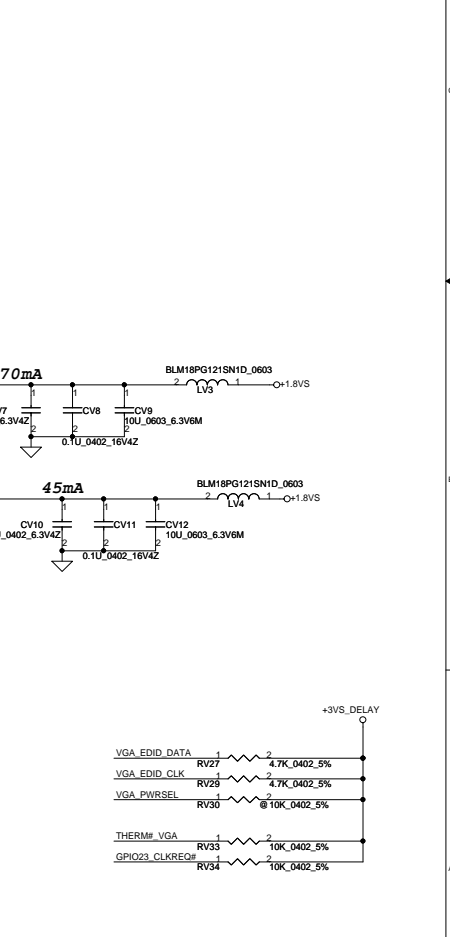 70mA
BLM18PG121SN1D_0603
2 LV3 1 +1.8VS
1 1 1
CV8 CV9
6.3V4Z 10U_0603_6.3V6M
2 2 2
0.1U_0402_16V4Z
45mA
BLM18PG121SN1D_0603
2 LV4 1 +1.8VS
1 1 1
CV10 CV11 CV12
_0402_6.3V4Z 10U_0603_6.3V6M
2 2 2
0.1U_0402_16V4Z
+3VS_DELAY
VGA_EDID_DATA 1 2
RV27 4.7K_0402_5%
VGA_EDID_CLK 1 2
RV29 4.7K_0402_5%
VGA_PWRSEL 1 2
RV30 @ 10K_0402_5%
THERM#_VGA 1 2
RV33 10K_0402_5%
GPIO23_CLKREQ# 1 2
RV34 10K_0402_5%